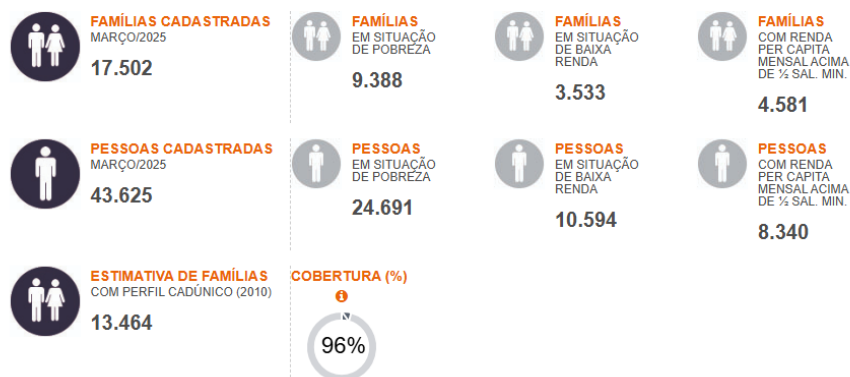 FAMÍLIAS CADASTRADAS
MARÇO/2025
17.502
FAMÍLIAS
EM SITUAÇÃO
DE POBREZA
9.388
FAMÍLIAS
EM SITUAÇÃO
DE BAIXA
RENDA
3.533
FAMÍLIAS
COM RENDA
PER CAPITA
MENSAL ACIMA
DE ½ SAL. MIN.
4.581
PESSOAS CADASTRADAS
MARÇO/2025
43.625
PESSOAS
EM SITUAÇÃO
DE POBREZA
24.691
PESSOAS
EM SITUAÇÃO
DE BAIXA
RENDA
10.594
PESSOAS
COM RENDA
PER CAPITA
MENSAL ACIMA
DE ½ SAL. MIN.
8.340
ESTIMATIVA DE FAMÍLIAS
COM PERFIL CADÚNICO (2010)
13.464
COBERTURA (%)
96%